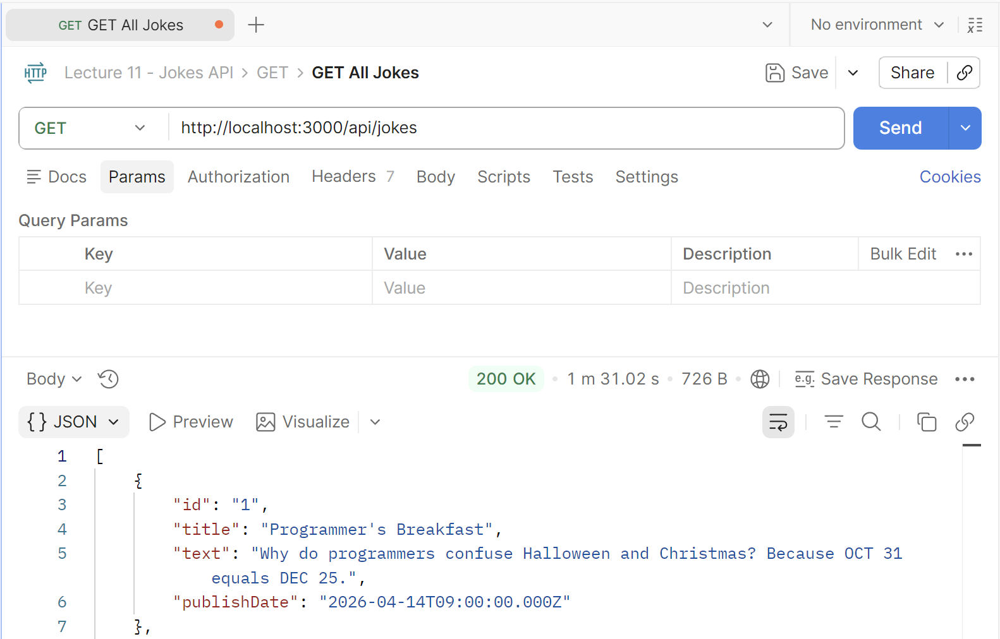 GET GET All Jokes
No environment
HTTP Lecture 11 - Jokes API > GET > GET All Jokes
Save
Share
GET
http://localhost:3000/api/jokes
Send
Docs Params Authorization Headers 7 Body Scripts Tests Settings Cookies
Query Params
Key Value Description Bulk Edit
Key Value Description
Body 200 OK • 1 m 31.02 s • 726 B • e.g. Save Response
{} JSON Preview Visualize
1 [
2 {
3 "id": "1",
4 "title": "Programmer's Breakfast",
5 "text": "Why do programmers confuse Halloween and Christmas? Because OCT 31
equals DEC 25.",
6 "publishDate": "2026-04-14T09:00:00.000Z"
7 },